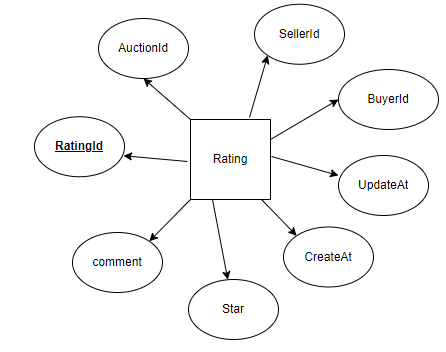 SellerId
AuctionId
BuyerId
RatingId
Rating
UpdateAt
comment
CreateAt
Star